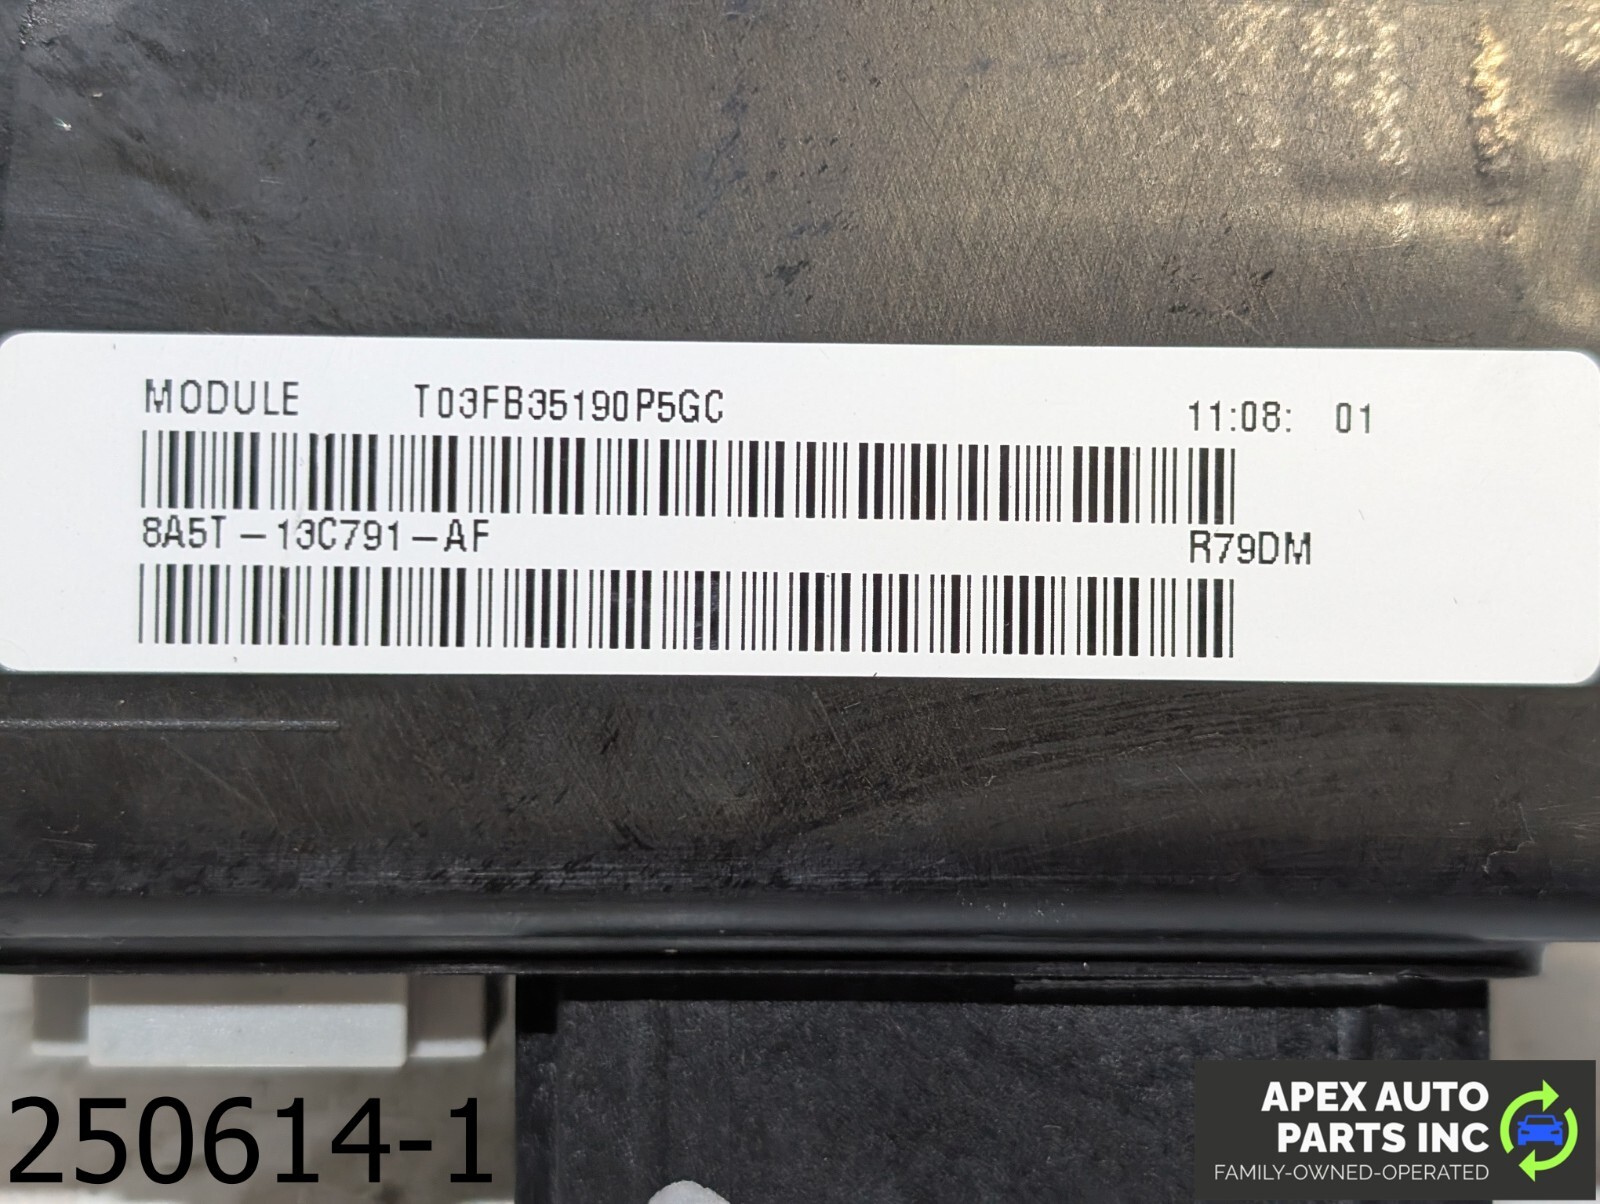 MODULE T03FB35190P5GC 11:08: 01
8A5T-13C791-AF R79DM
250614-1
APEX AUTO
PARTS INC
FAMILY-OWNED-OPERATED